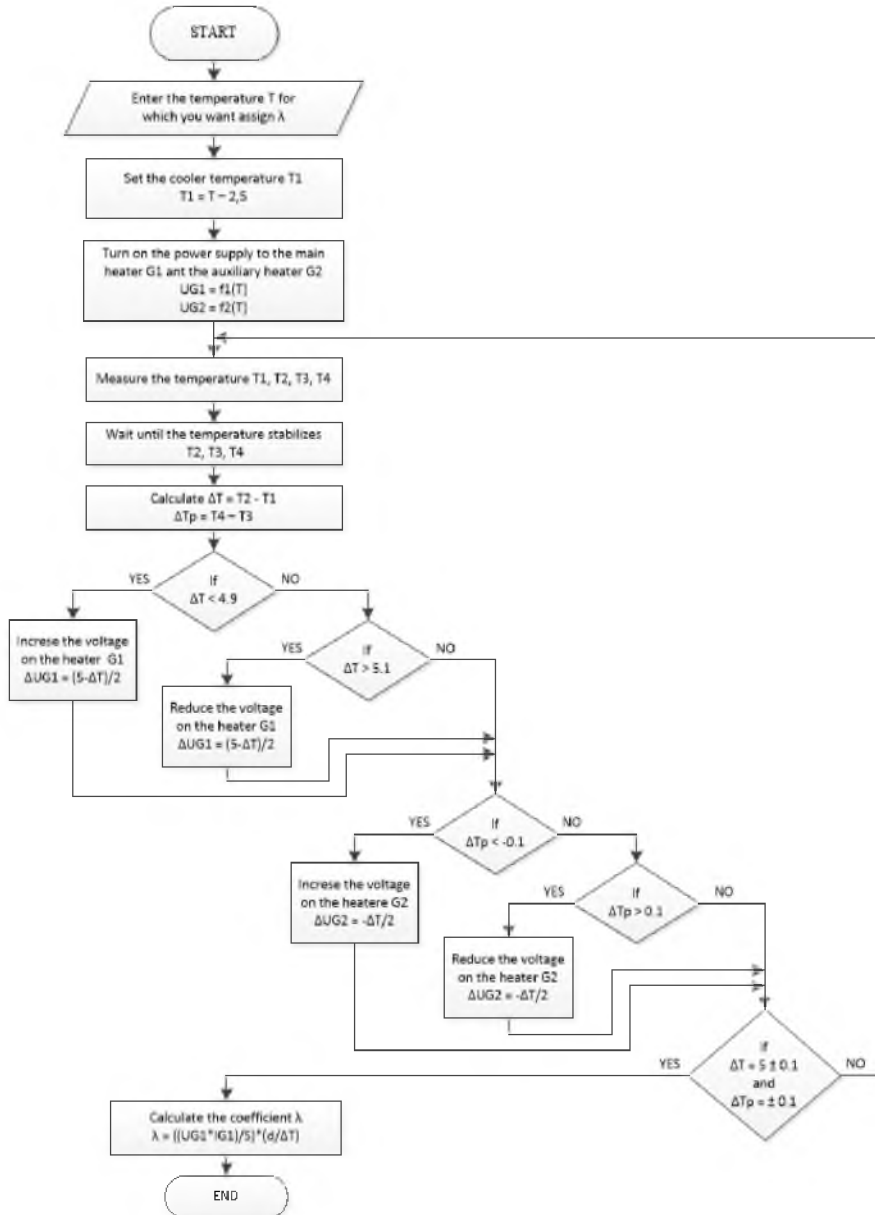 START
Enter the temperature T for
which you want assign λ
Set the cooler temperature T1
T1 = T – 2,5
Turn on the power supply to the main
heater G1 ant the auxiliary heater G2
UG1 = f1(T)
UG2 = f2(T)
Measure the temperature T1, T2, T3, T4
Wait until the temperature stabilizes
T2, T3, T4
Calculate ΔT = T2 - T1
ΔTp = T4 – T3
YES
If
ΔT < 4.9
NO
Increse the voltage
on the heater G1
ΔUG1 = (5-ΔT)/2
YES
If
ΔT > 5.1
NO
Reduce the voltage
on the heater G1
ΔUG1 = (5-ΔT)/2
YES
If
ΔTp < -0.1
NO
Increse the voltage
on the heatere G2
ΔUG2 = -ΔT/2
YES
If
ΔTp > 0.1
NO
Reduce the voltage
on the heater G2
ΔUG2 = -ΔT/2
YES
If
ΔT = 5 ± 0.1
and
ΔTp = ± 0.1
NO
Calculate the coefficient λ
λ = ((UG1*IG1)/S)*(d/ΔT)
END